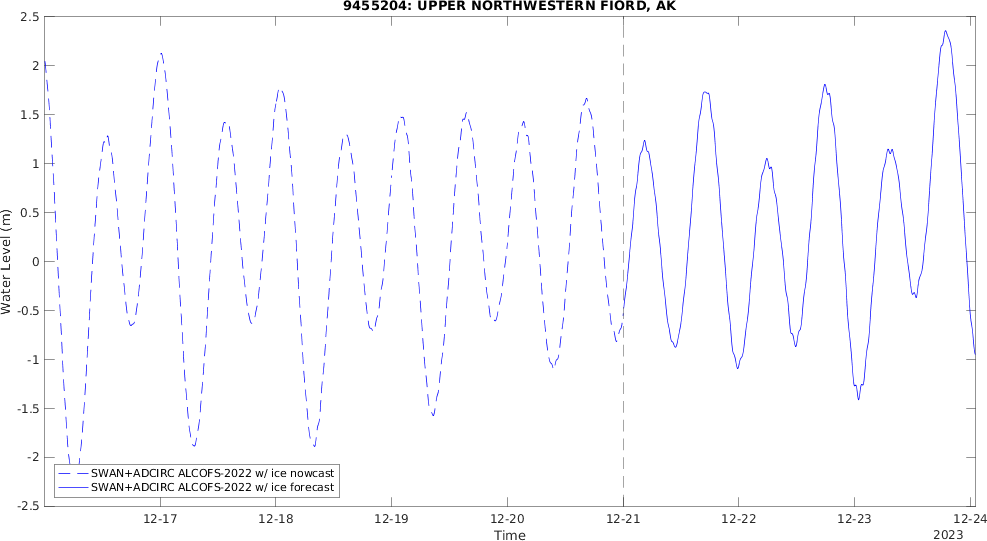 9455204: UPPER NORTHWESTERN FIORD, AK
2.5
2
1.5
1
0.5
0
-0.5
-1
-1.5
-2
-2.5
Water Level (m)
SWAN+ADCIRC ALCOFS-2022 w/ ice nowcast
SWAN+ADCIRC ALCOFS-2022 w/ ice forecast
12-17 12-18 12-19 12-20 12-21 12-22 12-23 12-24
Time
2023